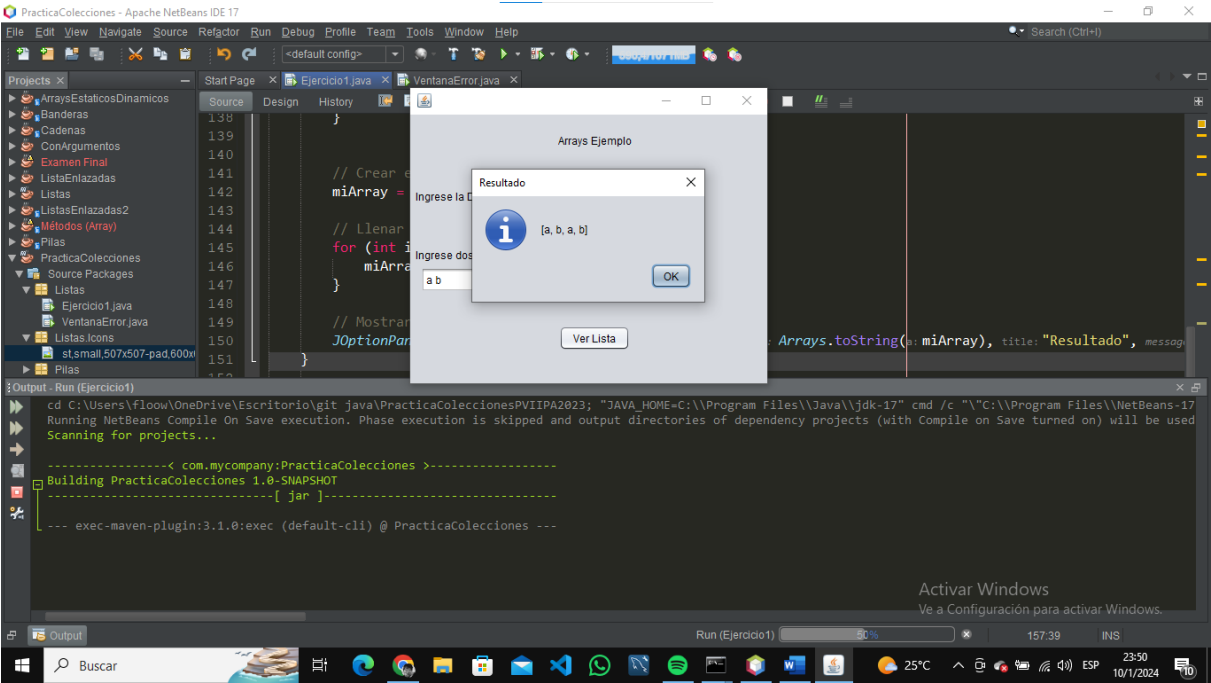 PracticaColecciones - Apache NetBeans IDE 17
File Edit View Navigate Source Refactor Run Debug Profile Team Tools Window Help
Search (Ctrl+I)
<default config>
Projects
Start Page
Ejercicio1.java
VentanaError.java
Source Design History
ArraysEstaticosDinamicos
Banderas
Cadenas
ConArgumentos
Examen Final
ListaEnlazadas
Listas
ListasEnlazadas2
Métodos (Array)
Pilas
PracticaColecciones
Source Packages
Listas
Ejercicio1.java
VentanaError.java
Listas.Icons
st,small,507x507-pad,600x
Pilas
138 }
139
140
141 // Crear e
142 miArray =
143
144 // Llenar
145 for (int i
146 miArra
147 }
148
149 // Mostrar
150 JOptionPan : Arrays.toString(a: miArray), title: "Resultado", messag
151 }
Arrays Ejemplo
Ingrese la D
Ingrese dos
a b
Ver Lista
Resultado
[a, b, a, b]
OK
Output - Run (Ejercicio1)
cd C:\Users\floow\OneDrive\Escritorio\git java\PracticaColeccionesPVIIPA2023; "JAVA_HOME=C:\\Program Files\\Java\\jdk-17" cmd /c "\"C:\\Program Files\\NetBeans-17
Running NetBeans Compile On Save execution. Phase execution is skipped and output directories of dependency projects (with Compile on Save turned on) will be used
Scanning for projects...
-----------------< com.mycompany:PracticaColecciones >------------------
Building PracticaColecciones 1.0-SNAPSHOT
--------------------------------[ jar ]---------------------------------
--- exec-maven-plugin:3.1.0:exec (default-cli) @ PracticaColecciones ---
Activar Windows
Ve a Configuración para activar Windows.
Output
Run (Ejercicio1)
50%
157:39
INS
Buscar
25°C
ESP
23:50
10/1/2024
10